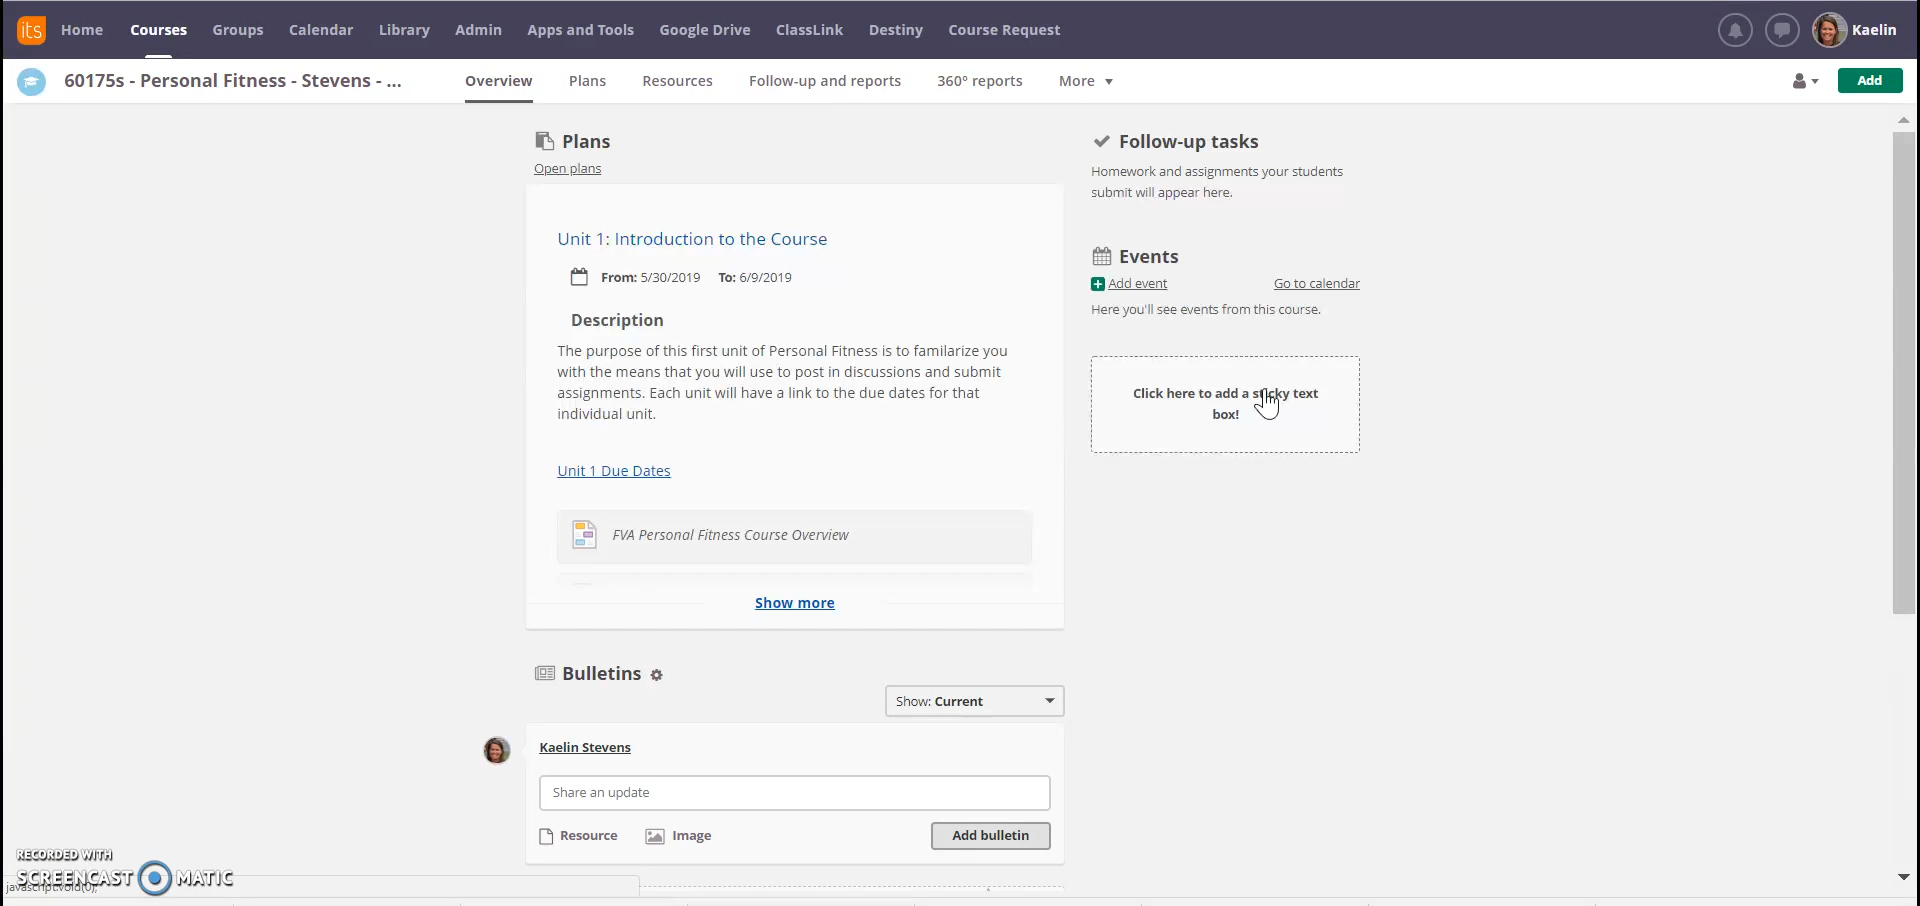 its Home Courses Groups Calendar Library Admin Apps and Tools Google Drive ClassLink Destiny Course Request Kaelin
60175s - Personal Fitness - Stevens - ... Overview Plans Resources Follow-up and reports 360° reports More Add
Plans
Open plans
Unit 1: Introduction to the Course
From: 5/30/2019 To: 6/9/2019
Description
The purpose of this first unit of Personal Fitness is to familarize you
with the means that you will use to post in discussions and submit
assignments. Each unit will have a link to the due dates for that
individual unit.
Unit 1 Due Dates
FVA Personal Fitness Course Overview
Show more
Follow-up tasks
Homework and assignments your students
submit will appear here.
Events
Add event Go to calendar
Here you'll see events from this course.
Click here to add a sticky text
box!
Bulletins
Show: Current
Kaelin Stevens
Share an update
Resource Image Add bulletin
RECORDED WITH
SCREENCAST MATIC
javascript:void(0);